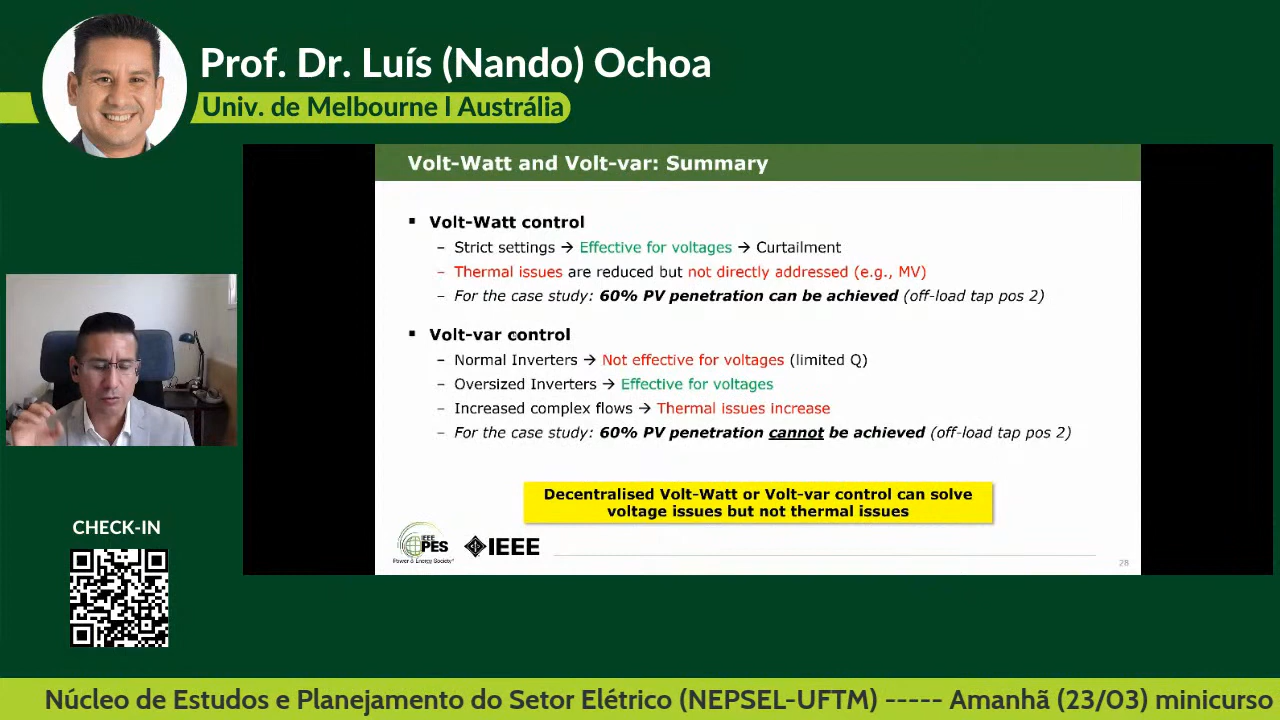 Prof. Dr. Luís (Nando) Ochoa
Univ. de Melbourne l Austrália
Volt-Watt and Volt-var: Summary
▪ Volt-Watt control
– Strict settings → Effective for voltages → Curtailment
– Thermal issues are reduced but not directly addressed (e.g., MV)
– For the case study: 60% PV penetration can be achieved (off-load tap pos 2)
▪ Volt-var control
– Normal Inverters → Not effective for voltages (limited Q)
– Oversized Inverters → Effective for voltages
– Increased complex flows → Thermal issues increase
– For the case study: 60% PV penetration cannot be achieved (off-load tap pos 2)
Decentralised Volt-Watt or Volt-var control can solve
voltage issues but not thermal issues
IEEE
PES
Power & Energy Society®
IEEE
28
CHECK-IN
Núcleo de Estudos e Planejamento do Setor Elétrico (NEPSEL-UFTM) ----- Amanhã (23/03) minicurso